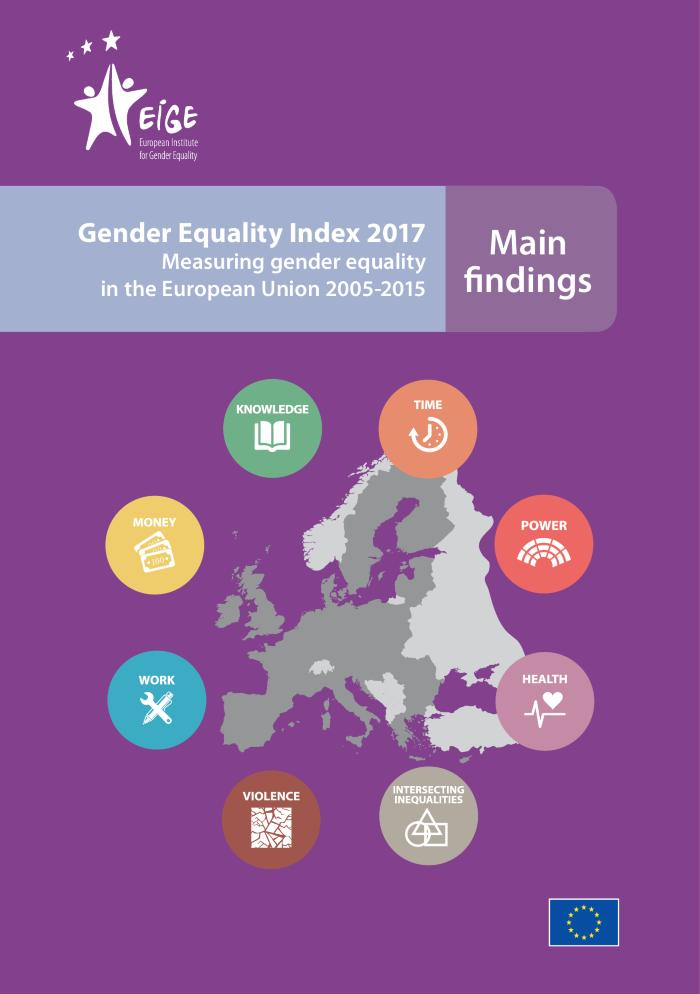 EIGE
European Institute
for Gender Equality
Gender Equality Index 2017
Measuring gender equality
in the European Union 2005-2015
Main
findings
KNOWLEDGE
TIME
MONEY
100
POWER
WORK
HEALTH
VIOLENCE
INTERSECTING
INEQUALITIES